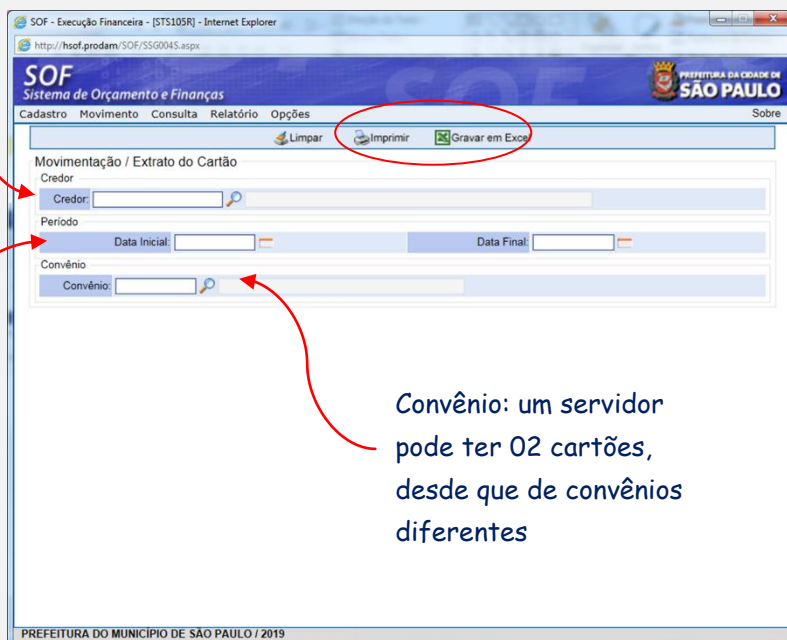 SOF - Execução Financeira - [STS105R] - Internet Explorer
http://hsof.prodam/SOF/SSG004S.aspx
SOF
Sistema de Orçamento e Finanças
PREFEITURA DA CIDADE DE
SÃO PAULO
Cadastro Movimento Consulta Relatório Opções Sobre
Limpar Imprimir Gravar em Excel
Movimentação / Extrato do Cartão
Credor
Credor:
Período
Data Inicial: Data Final:
Convênio
Convênio:
Convênio: um servidor
pode ter 02 cartões,
desde que de convênios
diferentes
PREFEITURA DO MUNICÍPIO DE SÃO PAULO / 2019